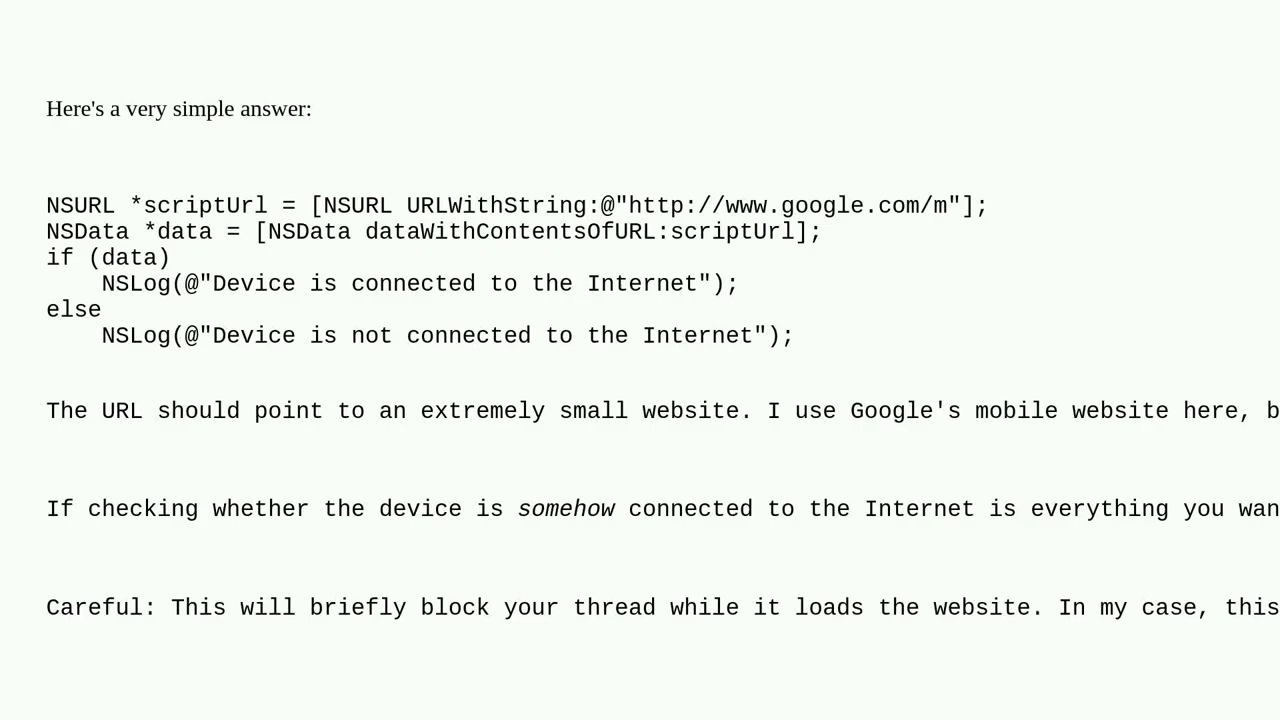 Here's a very simple answer:
NSURL *scriptUrl = [NSURL URLWithString:@"http://www.google.com/m"];
NSData *data = [NSData dataWithContentsOfURL:scriptUrl];
if (data)
    NSLog(@"Device is connected to the Internet");
else
    NSLog(@"Device is not connected to the Internet");
The URL should point to an extremely small website. I use Google's mobile website here, b
If checking whether the device is somehow connected to the Internet is everything you wan
Careful: This will briefly block your thread while it loads the website. In my case, this